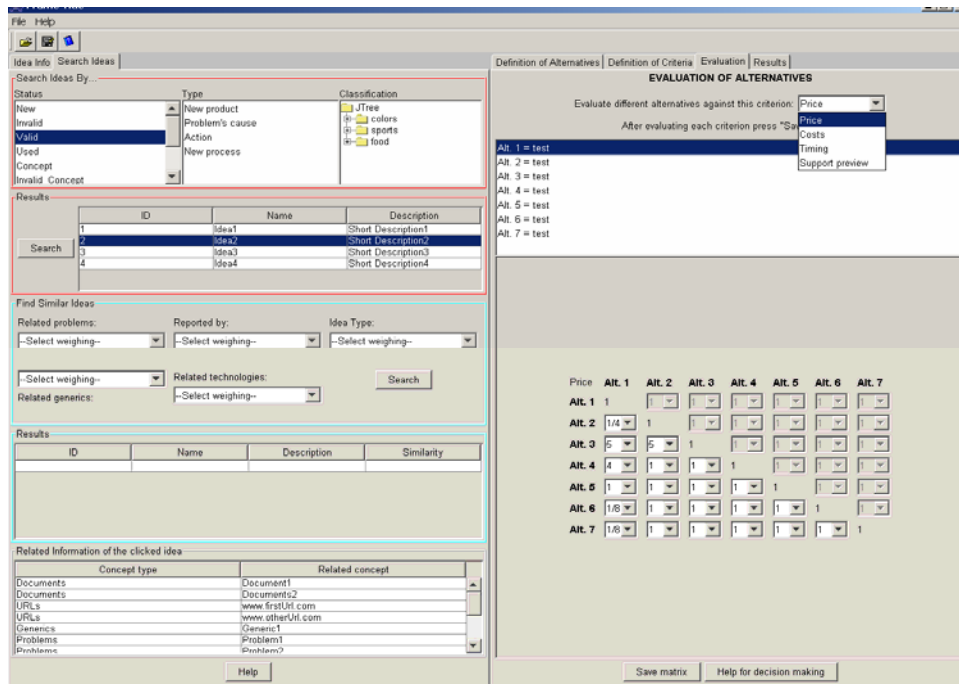 File Help
Idea Info Search Ideas
Search Ideas By...
Status Type Classification
New
Invalid
Valid
Used
Concept
Invalid Concept
New product
Problem's cause
Action
New process
JTree
colors
sports
food
Results
Search
ID Name Description
1 Idea1 Short Description1
2 Idea2 Short Description2
3 Idea3 Short Description3
4 Idea4 Short Description4
Find Similar Ideas
Related problems: Reported by: Idea Type:
--Select weighing-- --Select weighing-- --Select weighing--
--Select weighing-- Related technologies: Search
Related generics: --Select weighing--
Results
ID Name Description Similarity
Related Information of the clicked idea
Concept type Related concept
Documents Document1
Documents Documents2
URLs www.firstUrl.com
URLs www.otherUrl.com
Generics Generic1
Problems Problem1
Problems Problem2
Help
Definition of Alternatives Definition of Criteria Evaluation Results
EVALUATION OF ALTERNATIVES
Evaluate different alternatives against this criterion: Price
After evaluating each criterion press "Sav
Price
Costs
Timing
Support preview
Alt. 1 = test
Alt. 2 = test
Alt. 3 = test
Alt. 4 = test
Alt. 5 = test
Alt. 6 = test
Alt. 7 = test
Price Alt. 1 Alt. 2 Alt. 3 Alt. 4 Alt. 5 Alt. 6 Alt. 7
Alt. 1 1 1 1 1 1 1 1
Alt. 2 1/4 1 1 1 1 1 1
Alt. 3 5 5 1 1 1 1 1
Alt. 4 4 1 1 1 1 1 1
Alt. 5 1 1 1 1 1 1 1
Alt. 6 1/8 1 1 1 1 1 1
Alt. 7 1/8 1 1 1 1 1 1
Save matrix Help for decision making